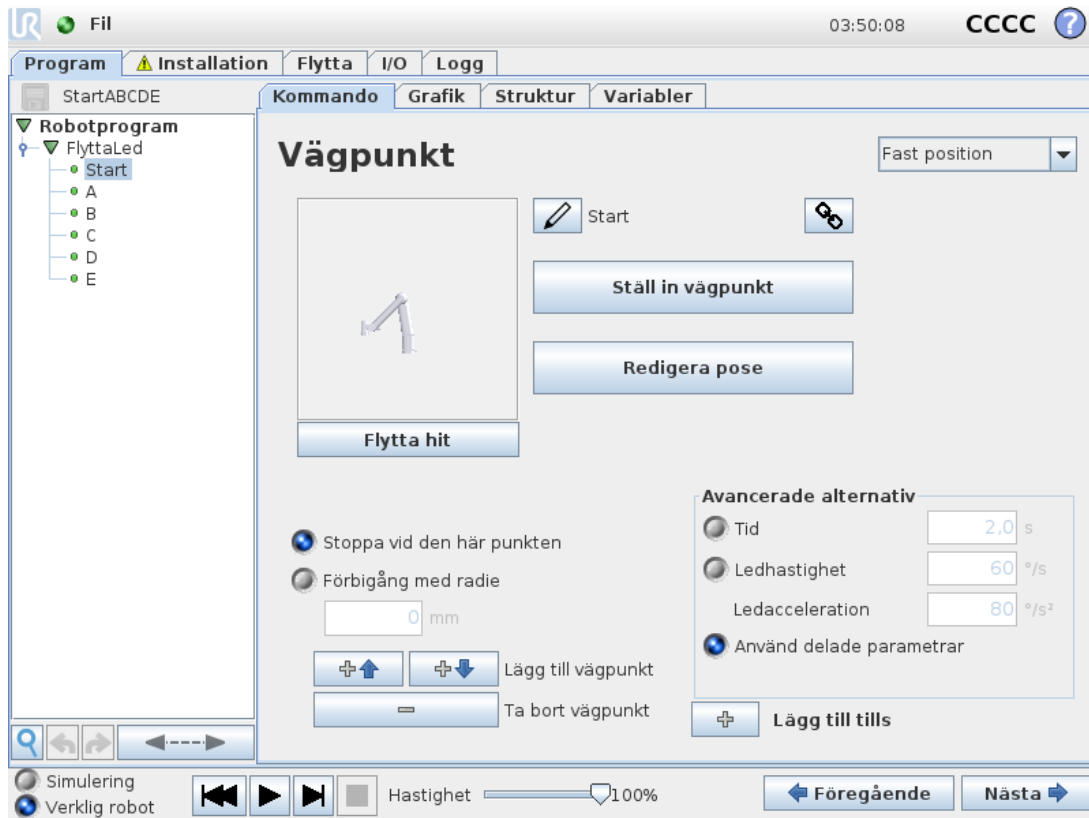 UR Fil 03:50:08 CCCC ?
Program Installation Flytta I/O Logg
StartABCDE
Kommando Grafik Struktur Variabler
Robotprogram
FlyttaLed
Start
A
B
C
D
E
Vägpunkt
Fast position
Start
Ställ in vägpunkt
Redigera pose
Flytta hit
Stoppa vid den här punkten
Förbigång med radie
0 mm
Lägg till vägpunkt
Ta bort vägpunkt
Avancerade alternativ
Tid 2,0 s
Ledhastighet 60 °/s
Ledacceleration 80 °/s²
Använd delade parametrar
Lägg till tills
Simulering
Verklig robot
Hastighet 100%
Föregående Nästa